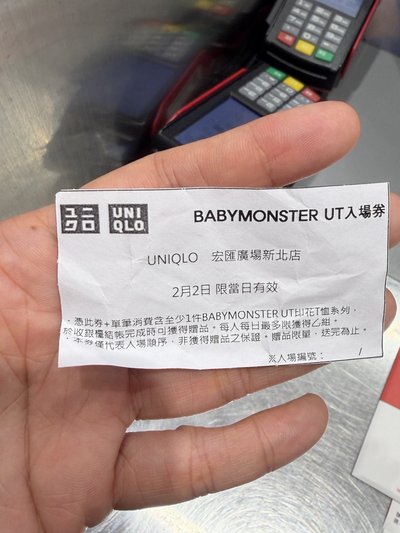 ユニ UNI
クロ QLO
BABYMONSTER UT入場券
UNIQLO 宏匯廣場新北店
2月2日 限當日有效
．憑此券+單筆消費含至少1件BABYMONSTER UT印花T恤系列，
於收銀櫃結帳完成時可獲得贈品。每人每日最多限獲得乙組。
．本券僅代表入場順序，非獲得贈品之保證。贈品限量，送完為止。
※入場編號： /